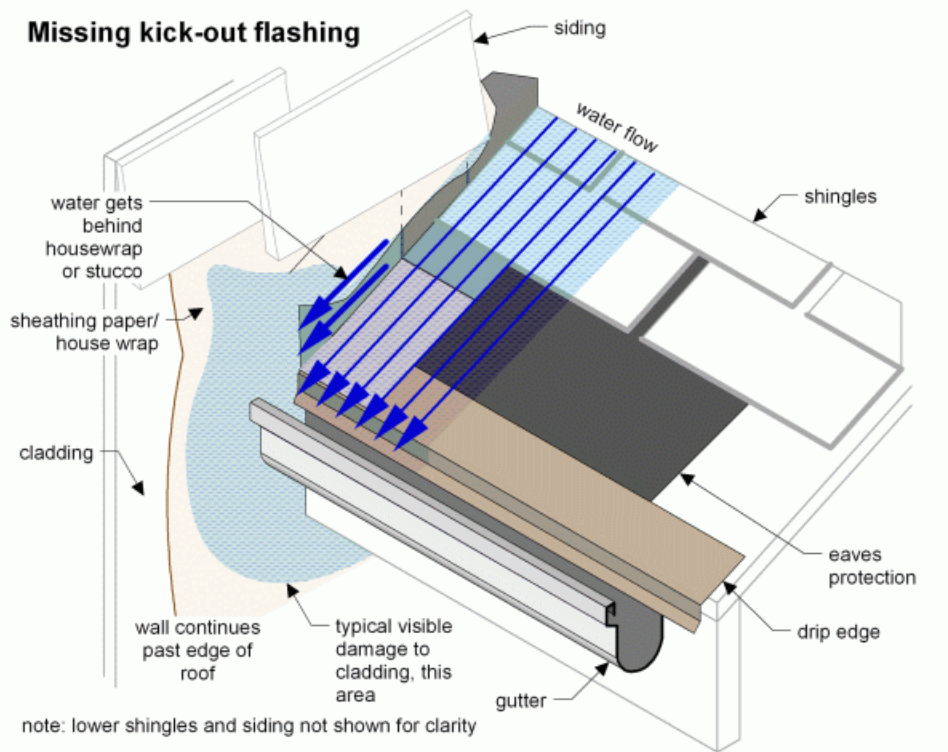 Missing kick-out flashing
siding
water flow
shingles
water gets
behind
housewrap
or stucco
sheathing paper/
house wrap
cladding
eaves
protection
drip edge
wall continues
past edge of
roof
typical visible
damage to
cladding, this
area
gutter
note: lower shingles and siding not shown for clarity